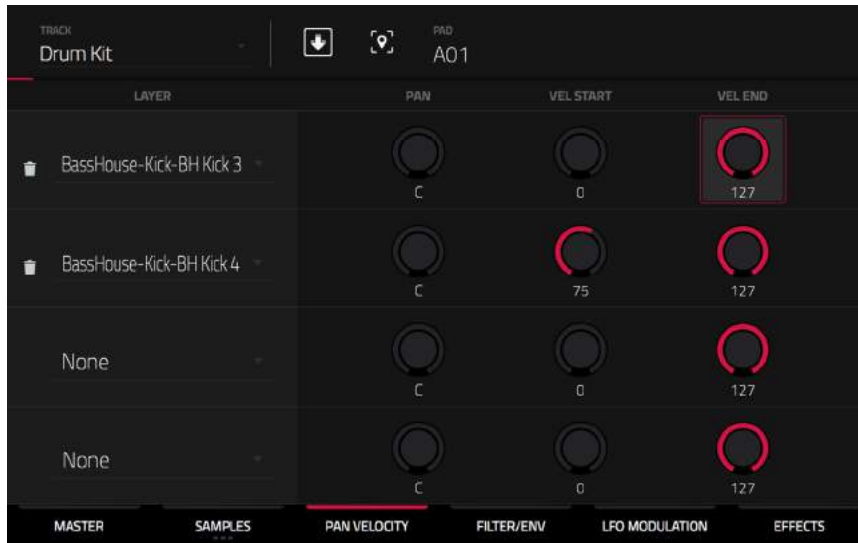 TRACK
Drum Kit
PAD
A01
LAYER PAN VEL START VEL END
BassHouse-Kick-BH Kick 3
C 0 127
BassHouse-Kick-BH Kick 4
C 75 127
None
C 0 127
None
C 0 127
MASTER SAMPLES PAN VELOCITY FILTER/ENV LFO MODULATION EFFECTS